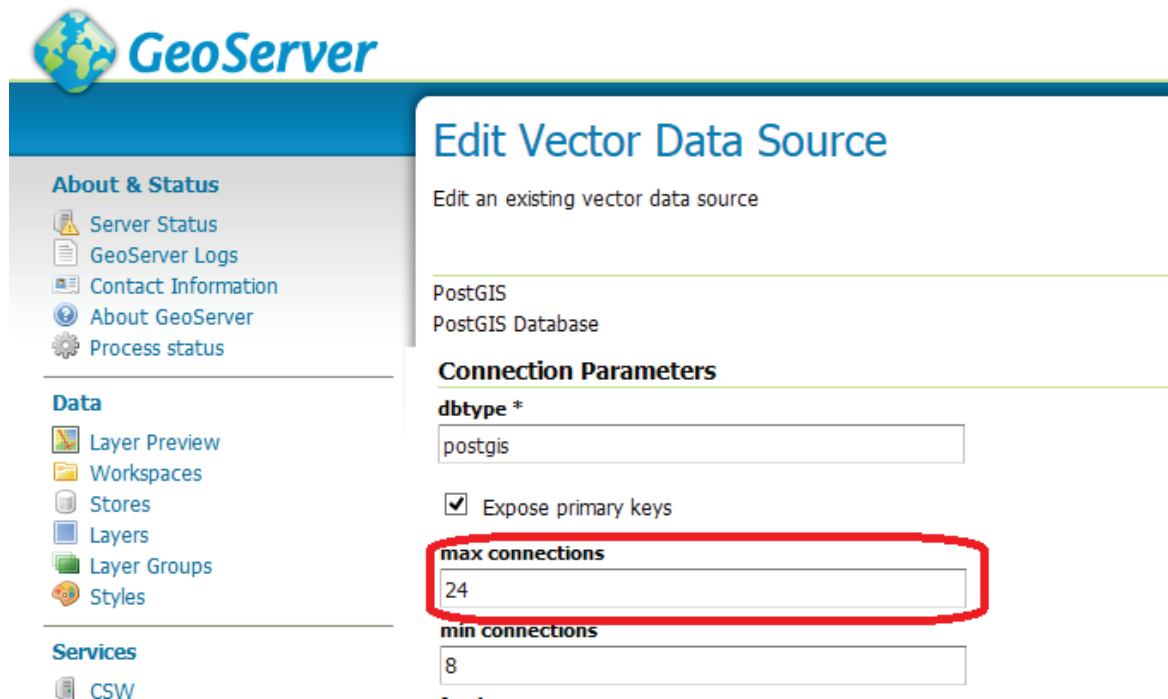 GeoServer
Edit Vector Data Source
Edit an existing vector data source
About & Status
Server Status
GeoServer Logs
Contact Information
About GeoServer
Process status
Data
Layer Preview
Workspaces
Stores
Layers
Layer Groups
Styles
Services
CSW
PostGIS
PostGIS Database
Connection Parameters
dbtype *
postgis
Expose primary keys
max connections
24
min connections
8